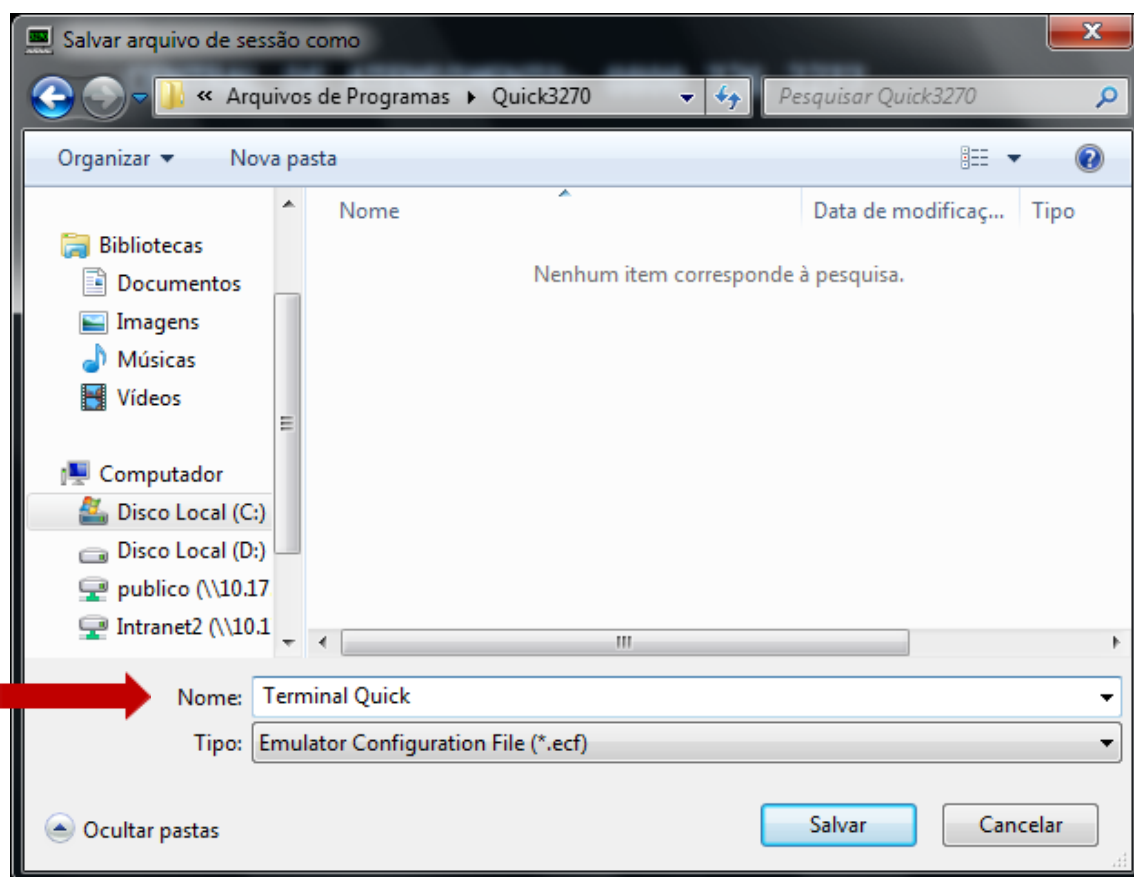 Salvar arquivo de sessão como
« Arquivos de Programas Quick3270
Pesquisar Quick3270
Organizar Nova pasta
Nome Data de modificaç... Tipo
Nenhum item corresponde à pesquisa.
Bibliotecas
Documentos
Imagens
Músicas
Vídeos
Computador
Disco Local (C:)
Disco Local (D:)
publico (\\10.17
Intranet2 (\\10.1
Nome: Terminal Quick
Tipo: Emulator Configuration File (*.ecf)
Ocultar pastas Salvar Cancelar